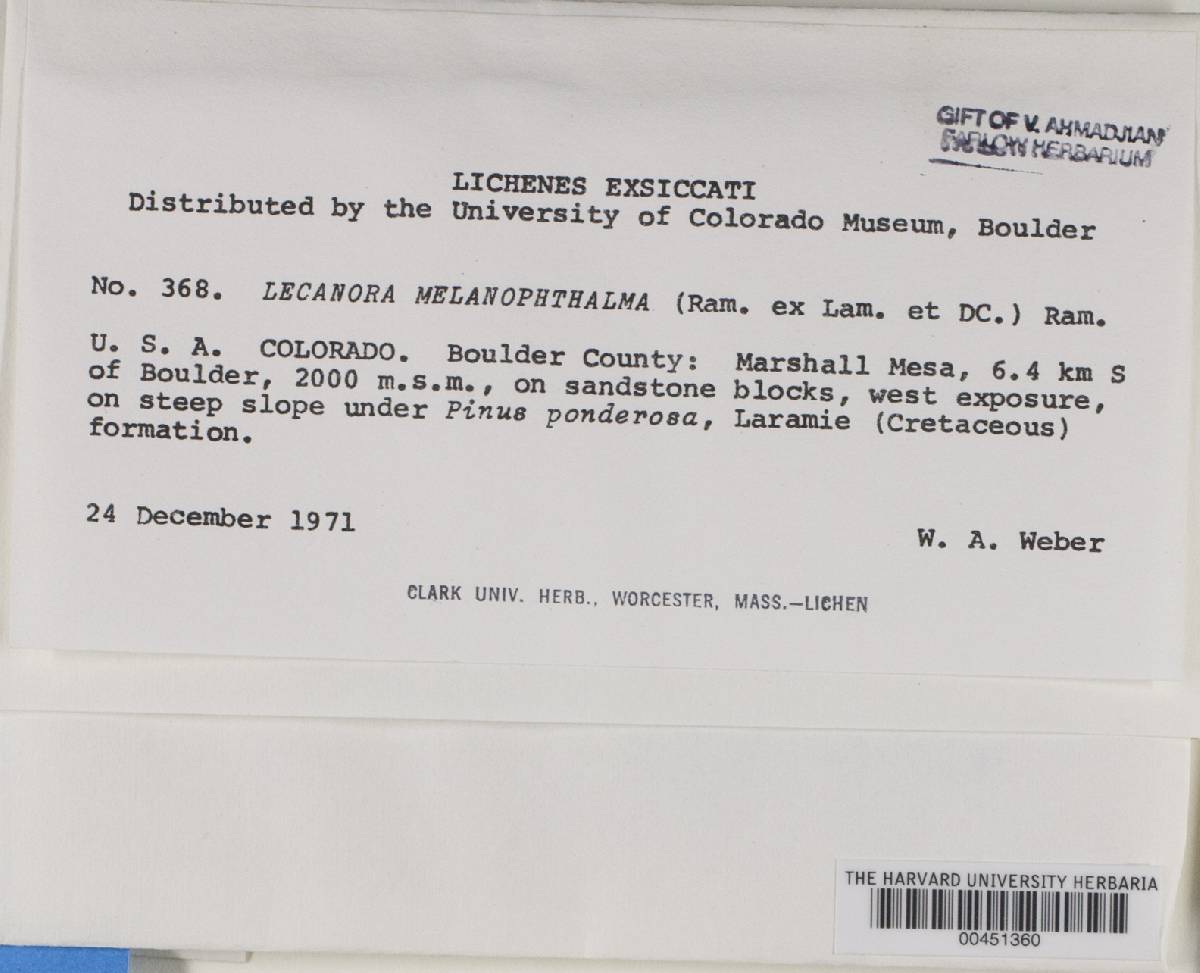 GIFT OF V. AHMADJIAN
FARLOW HERBARIUM
LICHENES EXSICCATI
Distributed by the University of Colorado Museum, Boulder
No. 368. LECANORA MELANOPHTHALMA (Ram. ex Lam. et DC.) Ram.
U. S. A. COLORADO. Boulder County: Marshall Mesa, 6.4 km S
of Boulder, 2000 m.s.m., on sandstone blocks, west exposure,
on steep slope under Pinus ponderosa, Laramie (Cretaceous)
formation.
24 December 1971
W. A. Weber
CLARK UNIV. HERB., WORCESTER, MASS.—LICHEN
THE HARVARD UNIVERSITY HERBARIA
00451360